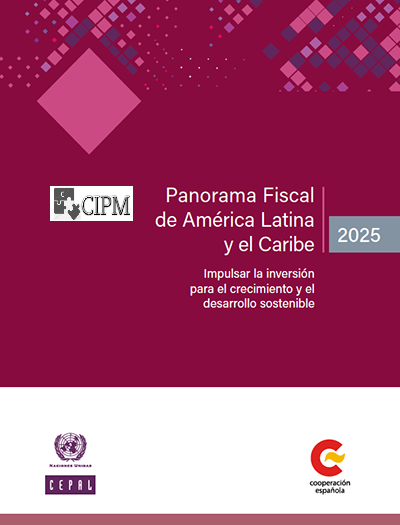 CIPM
Panorama Fiscal
de América Latina
y el Caribe
2025
Impulsar la inversión
para el crecimiento y el
desarrollo sostenible
NACIONES UNIDAS
CEPAL
cooperación
española